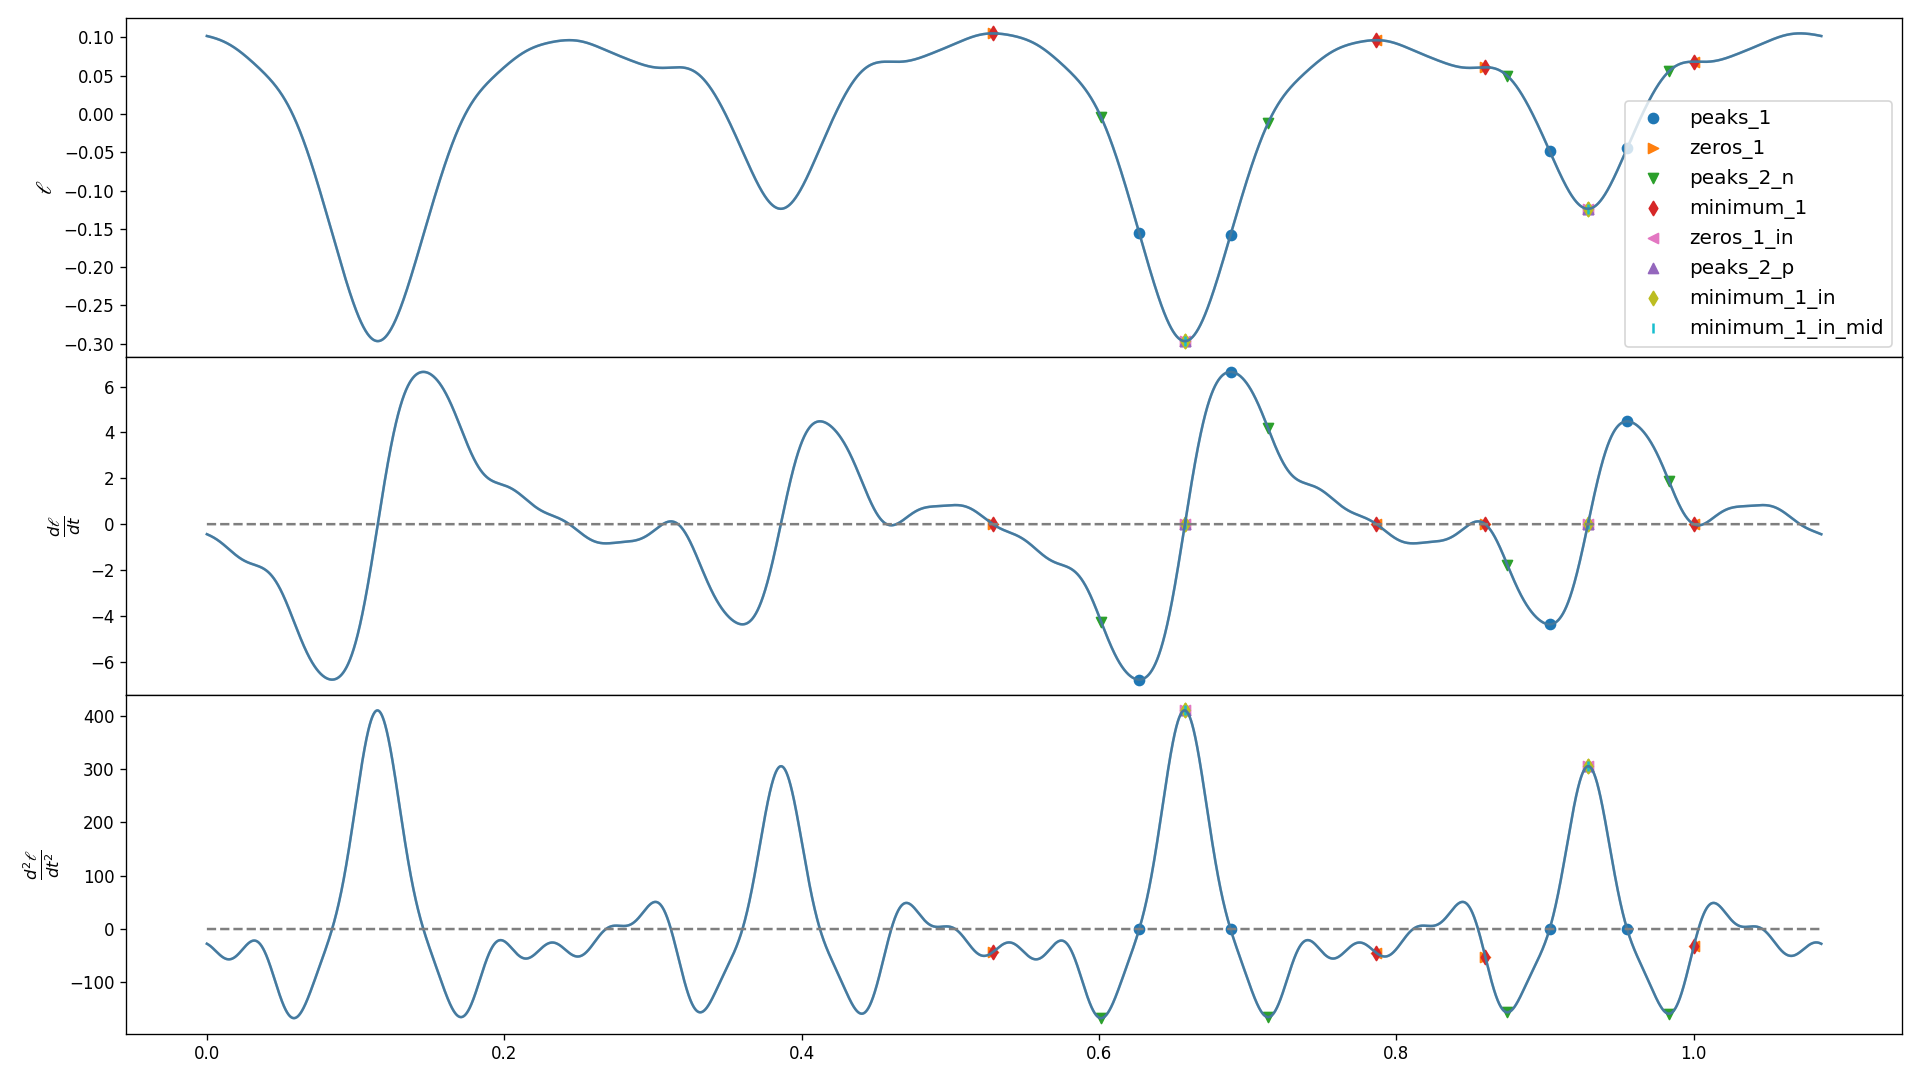 0.10
0.05
0.00
−0.05
−0.10
−0.15
−0.20
−0.25
−0.30
ℓ
peaks_1
zeros_1
peaks_2_n
minimum_1
zeros_1_in
peaks_2_p
minimum_1_in
minimum_1_in_mid
6
4
2
0
−2
−4
−6
dℓ
dt
400
300
200
100
0
−100
d²ℓ
dt²
0.0 0.2 0.4 0.6 0.8 1.0